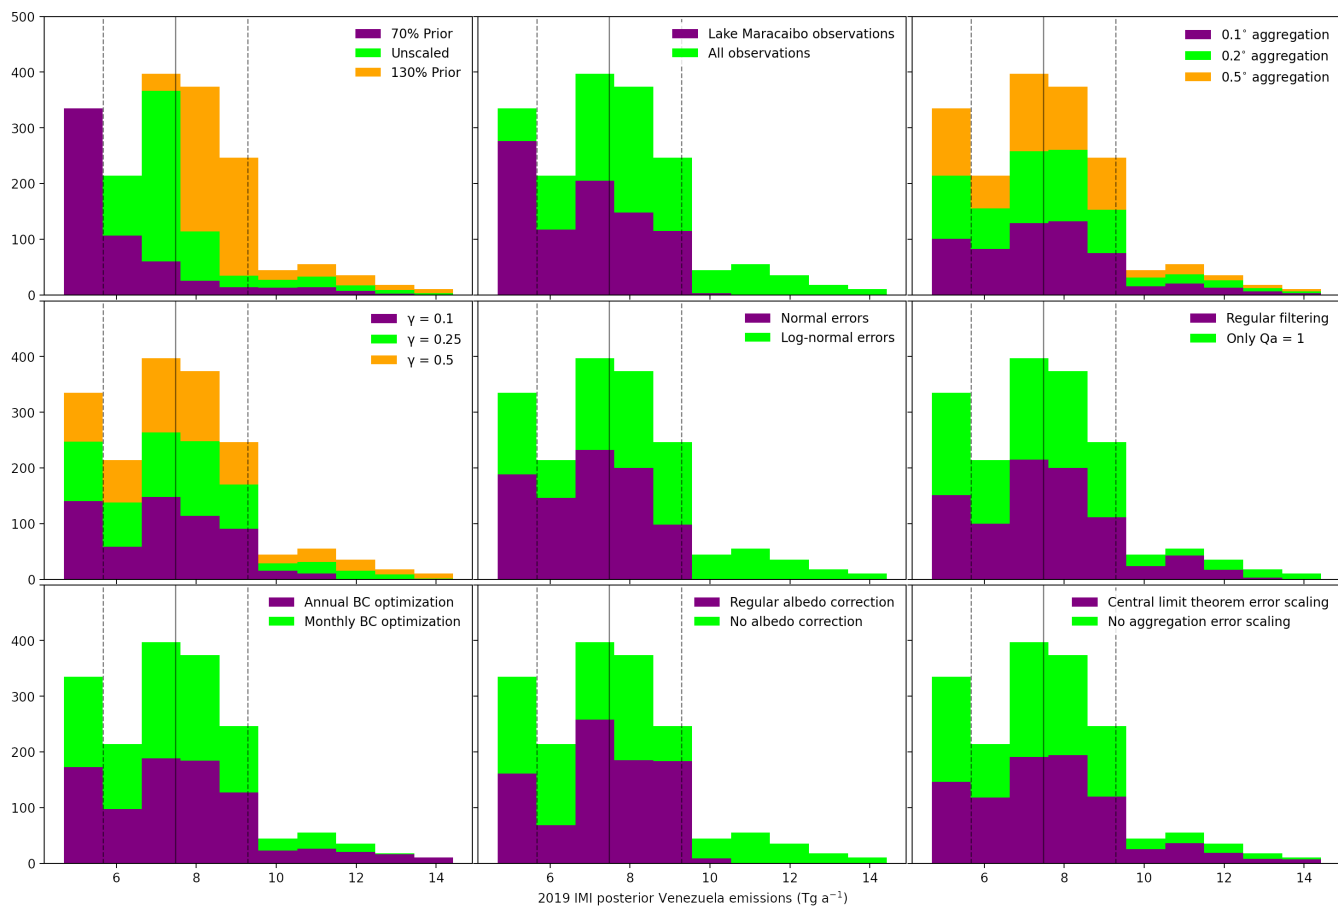 500
400
300
200
100
0
70% Prior
Unscaled
130% Prior
Lake Maracaibo observations
All observations
0.1° aggregation
0.2° aggregation
0.5° aggregation
400
300
200
100
0
γ = 0.1
γ = 0.25
γ = 0.5
Normal errors
Log-normal errors
Regular filtering
Only Qa = 1
400
300
200
100
0
Annual BC optimization
Monthly BC optimization
Regular albedo correction
No albedo correction
Central limit theorem error scaling
No aggregation error scaling
6 8 10 12 14
6 8 10 12 14
6 8 10 12 14
2019 IMI posterior Venezuela emissions (Tg a⁻¹)